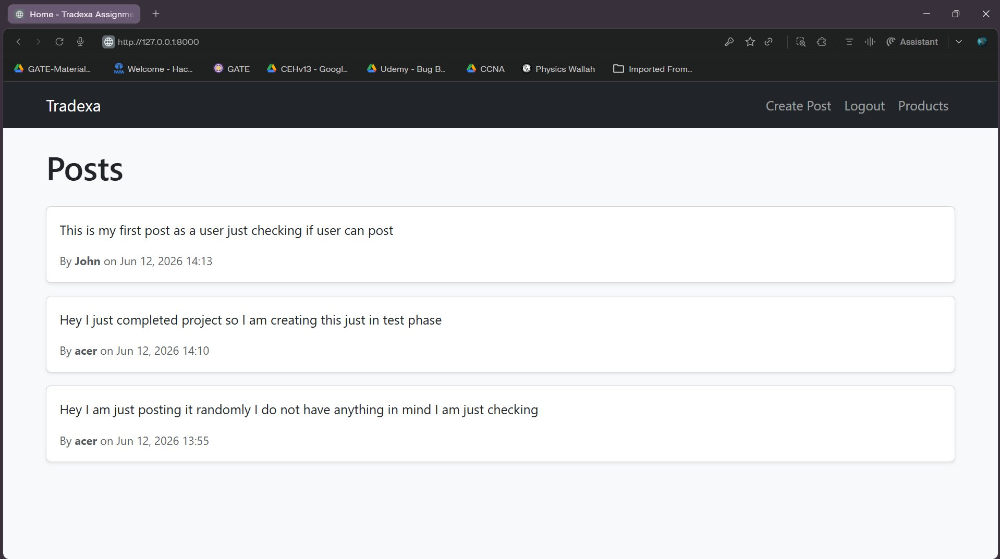 Home - Tradexa Assignme
http://127.0.0.1:8000
Assistant
GATE-Material...
Welcome - Hac...
GATE
CEHv13 - Googl...
Udemy - Bug B...
CCNA
Physics Wallah
Imported From...
TATA
Tradexa
Create Post
Logout
Products
Posts
This is my first post as a user just checking if user can post
By John on Jun 12, 2026 14:13
Hey I just completed project so I am creating this just in test phase
By acer on Jun 12, 2026 14:10
Hey I am just posting it randomly I do not have anything in mind I am just checking
By acer on Jun 12, 2026 13:55